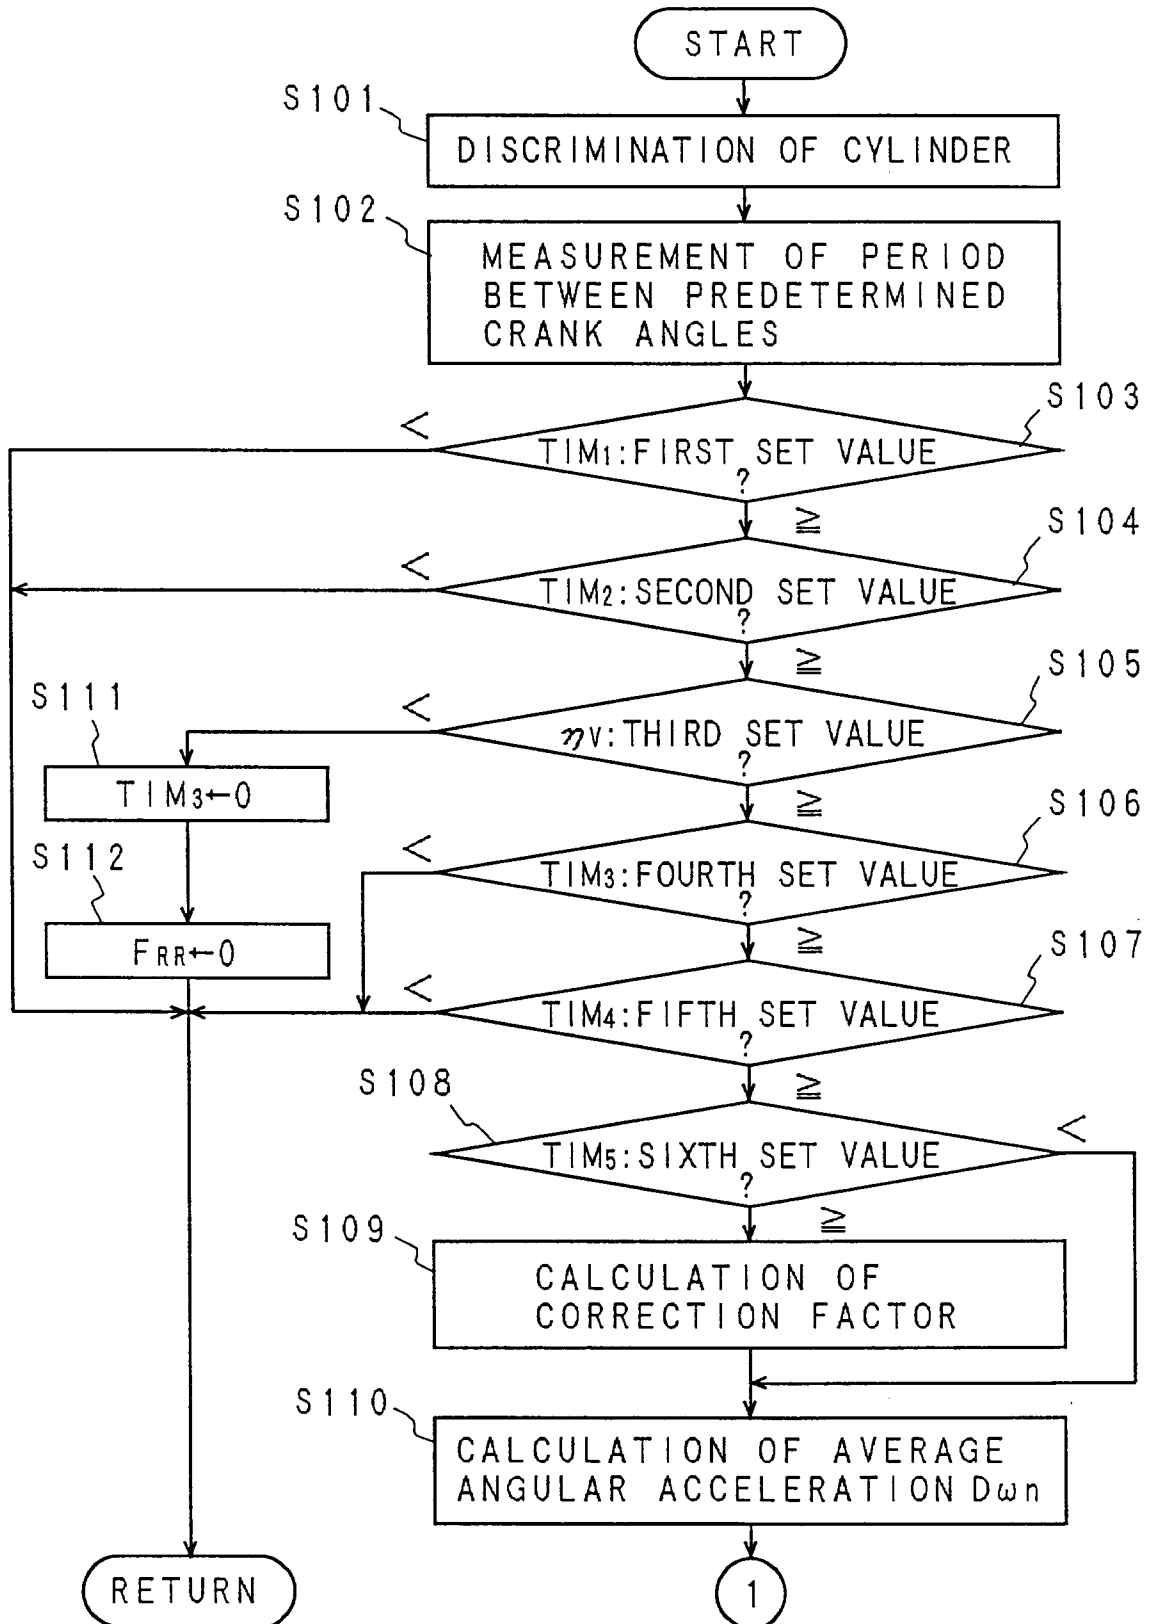 START
S101
DISCRIMINATION OF CYLINDER
S102
MEASUREMENT OF PERIOD
BETWEEN PREDETERMINED
CRANK ANGLES
S103
<
TIM1:FIRST SET VALUE
?
≧
S104
<
TIM2:SECOND SET VALUE
?
≧
S105
<
ηv:THIRD SET VALUE
?
≧
S111
TIM3←0
S106
<
TIM3:FOURTH SET VALUE
?
≧
S112
FRR←0
S107
<
TIM4:FIFTH SET VALUE
?
≧
S108
<
TIM5:SIXTH SET VALUE
?
≧
S109
CALCULATION OF
CORRECTION FACTOR
S110
CALCULATION OF AVERAGE
ANGULAR ACCELERATION Dωn
RETURN
1